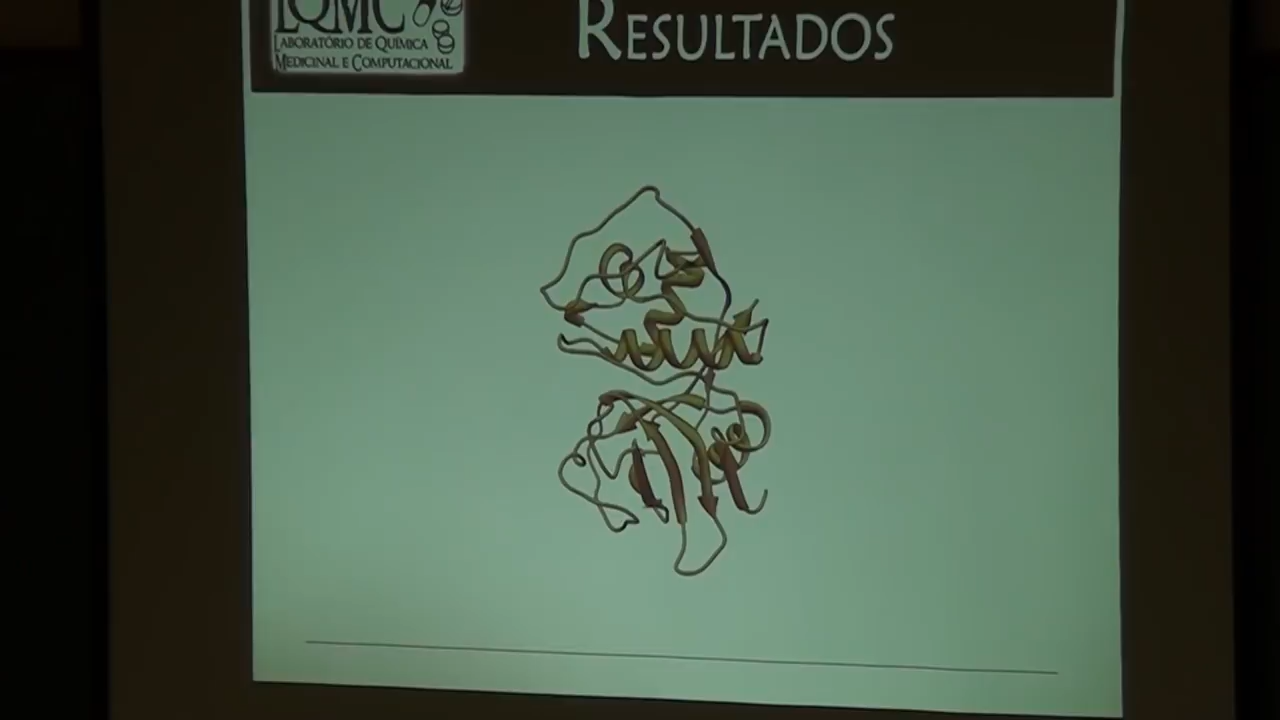 LQMC
LABORATÓRIO DE QUÍMICA
MEDICINAL E COMPUTACIONAL
RESULTADOS